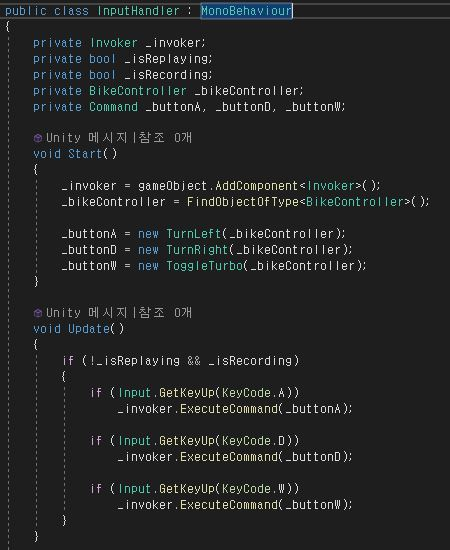 public class InputHandler : MonoBehaviour
{
private Invoker _invoker;
private bool _isReplaying;
private bool _isRecording;
private BikeController _bikeController;
private Command _buttonA, _buttonD, _buttonW;
Unity 메시지|참조 0개
void Start()
{
_invoker = gameObject.AddComponent<Invoker>();
_bikeController = FindObjectOfType<BikeController>();
_buttonA = new TurnLeft(_bikeController);
_buttonD = new TurnRight(_bikeController);
_buttonW = new ToggleTurbo(_bikeController);
}
Unity 메시지|참조 0개
void Update()
{
if (!_isReplaying && _isRecording)
{
if (Input.GetKeyUp(KeyCode.A))
_invoker.ExecuteCommand(_buttonA);
if (Input.GetKeyUp(KeyCode.D))
_invoker.ExecuteCommand(_buttonD);
if (Input.GetKeyUp(KeyCode.W))
_invoker.ExecuteCommand(_buttonW);
}
}